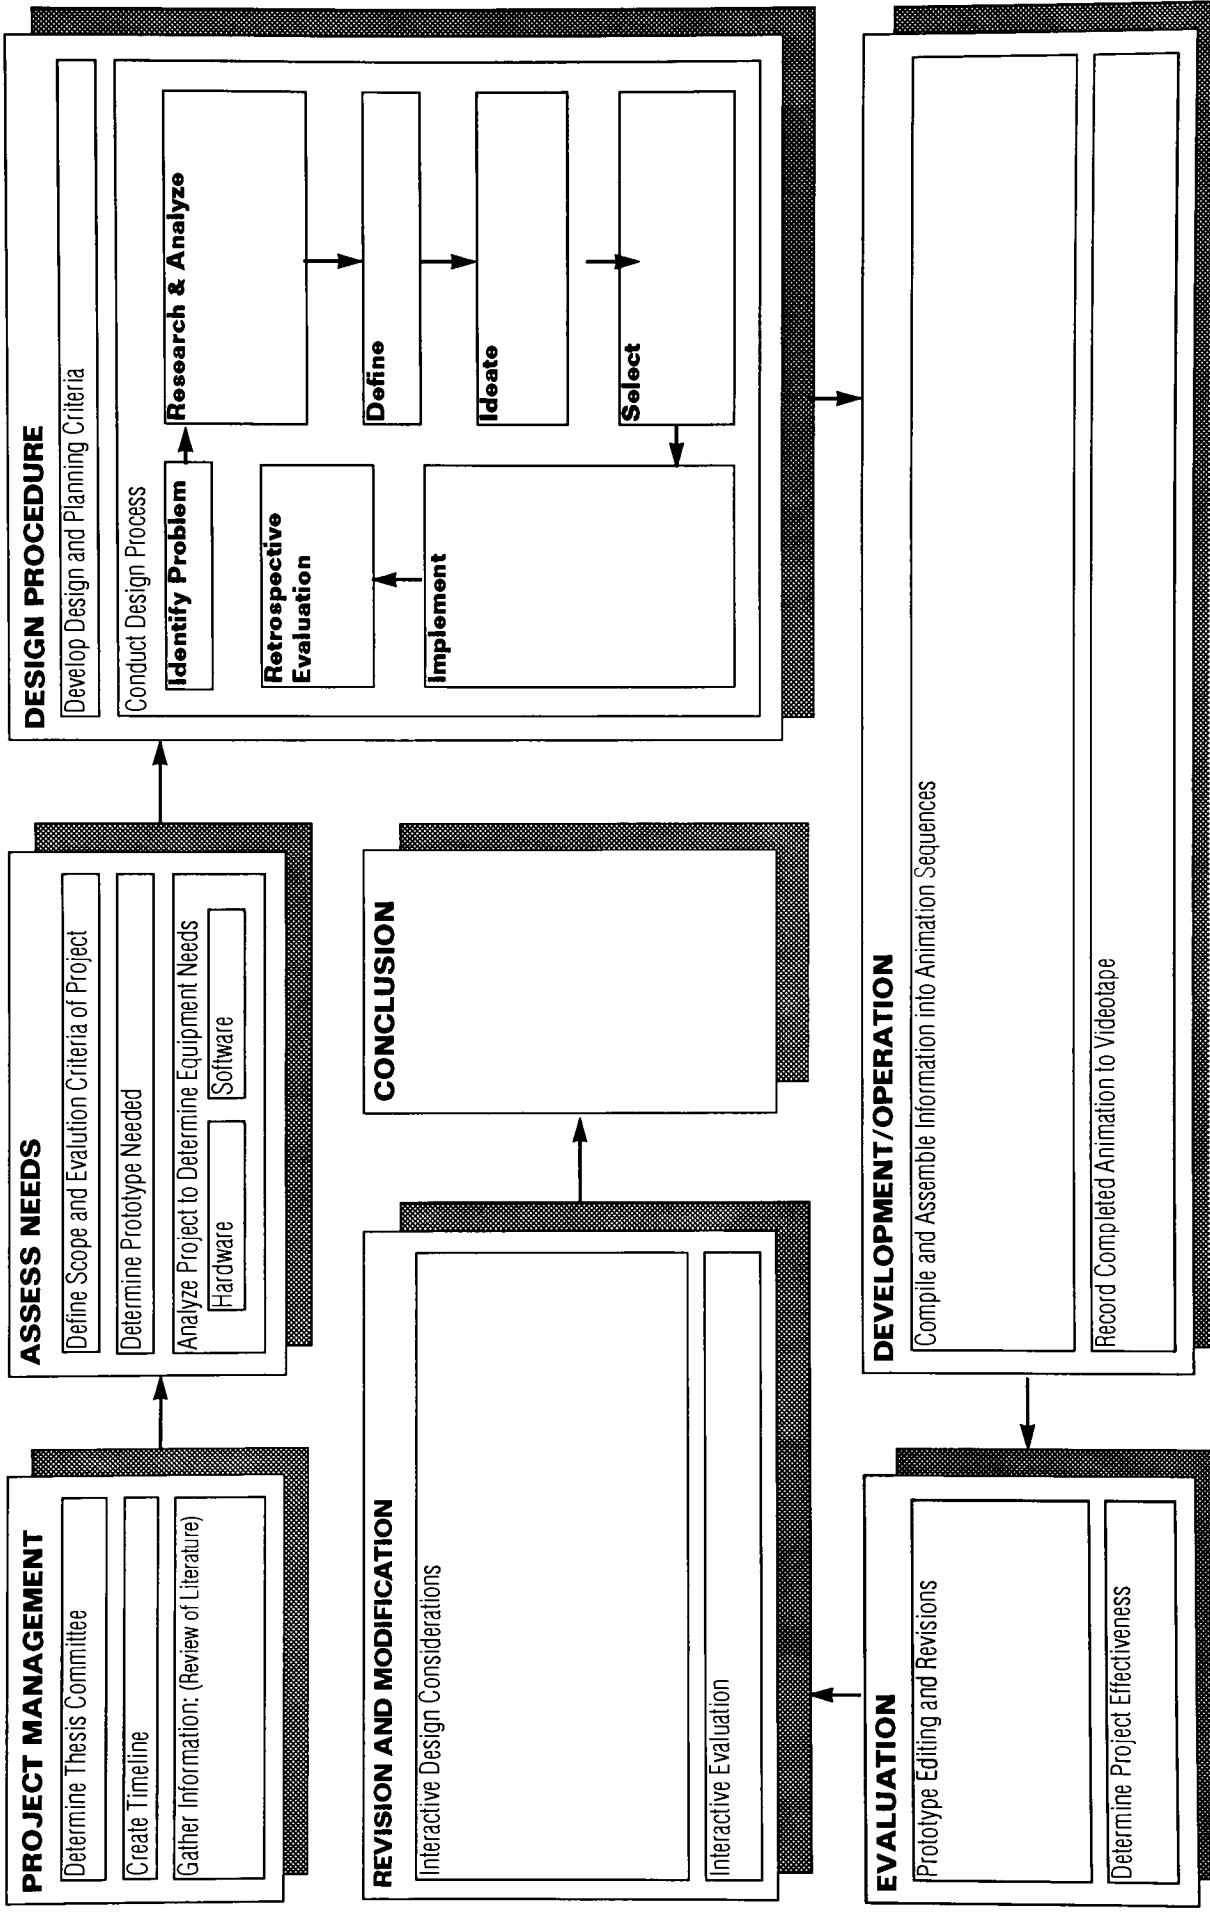 PROJECT MANAGEMENT
Determine Thesis Committee
Create Timeline
Gather Information: (Review of Literature)
ASSESS NEEDS
Define Scope and Evalution Criteria of Project
Determine Prototype Needed
Analyze Project to Determine Equipment Needs
Hardware
Software
DESIGN PROCEDURE
Develop Design and Planning Criteria
Conduct Design Process
Identify Problem
Research & Analyze
Define
Ideate
Select
Implement
Retrospective
Evaluation
DEVELOPMENT/OPERATION
Compile and Assemble Information into Animation Sequences
Record Completed Animation to Videotape
EVALUATION
Prototype Editing and Revisions
Determine Project Effectiveness
REVISION AND MODIFICATION
Interactive Design Considerations
Interactive Evaluation
CONCLUSION